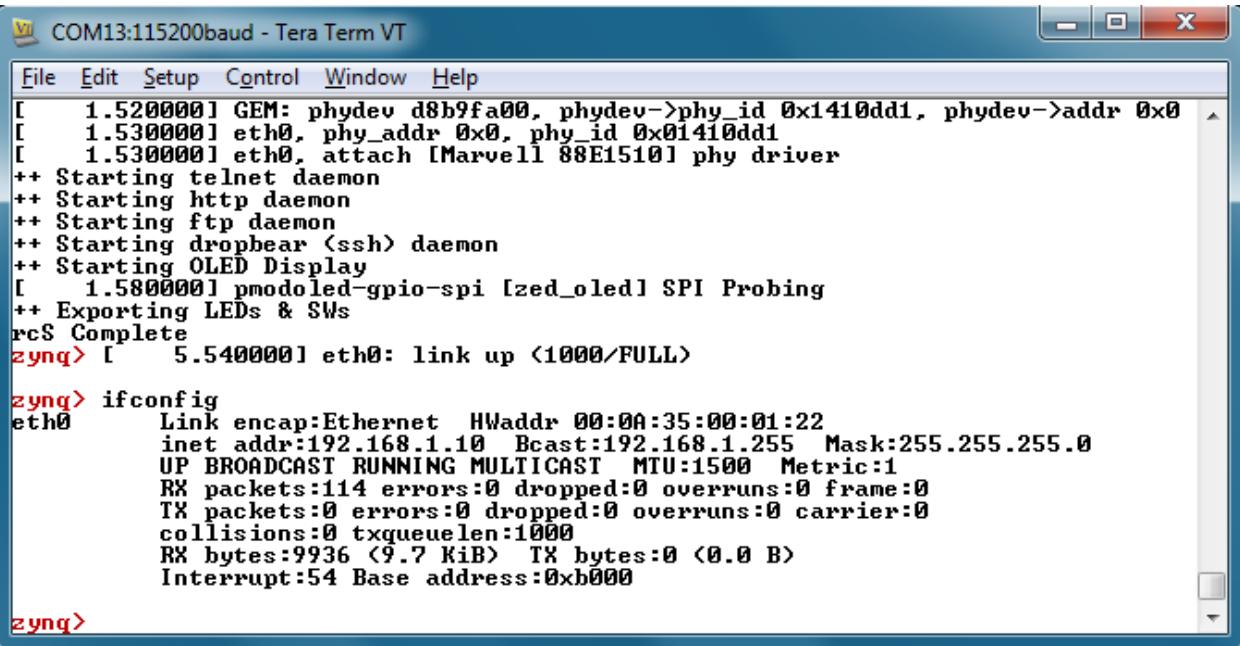 COM13:115200baud - Tera Term VT
File Edit Setup Control Window Help
[    1.520000] GEM: phydev d8b9fa00, phydev->phy_id 0x1410dd1, phydev->addr 0x0
[    1.530000] eth0, phy_addr 0x0, phy_id 0x01410dd1
[    1.530000] eth0, attach [Marvell 88E1510] phy driver
++ Starting telnet daemon
++ Starting http daemon
++ Starting ftp daemon
++ Starting dropbear (ssh) daemon
++ Starting OLED Display
[    1.580000] pmodoled-gpio-spi [zed_oled] SPI Probing
++ Exporting LEDs & SWs
rcS Complete
zynq> [    5.540000] eth0: link up (1000/FULL)
zynq> ifconfig
eth0      Link encap:Ethernet  HWaddr 00:0A:35:00:01:22
          inet addr:192.168.1.10  Bcast:192.168.1.255  Mask:255.255.255.0
          UP BROADCAST RUNNING MULTICAST  MTU:1500  Metric:1
          RX packets:114 errors:0 dropped:0 overruns:0 frame:0
          TX packets:0 errors:0 dropped:0 overruns:0 carrier:0
          collisions:0 txqueuelen:1000
          RX bytes:9936 (9.7 KiB)  TX bytes:0 (0.0 B)
          Interrupt:54 Base address:0xb000
zynq>